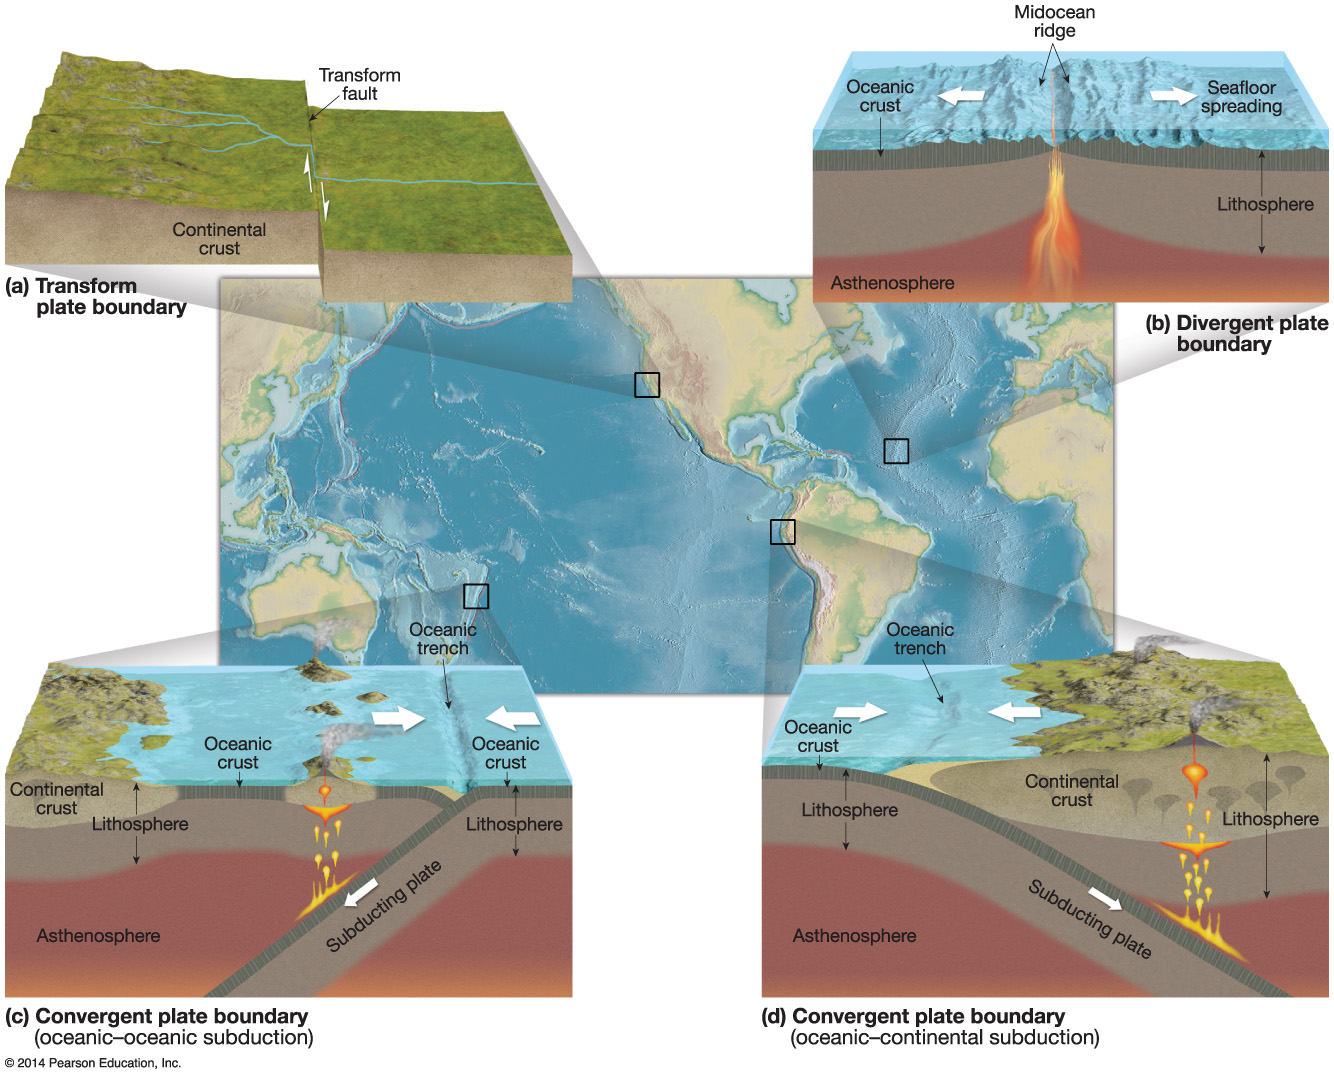 Transform
fault
Continental
crust
(a) Transform
plate boundary
Midocean
ridge
Oceanic
crust
Seafloor
spreading
Lithosphere
Asthenosphere
(b) Divergent plate
boundary
Oceanic
trench
Oceanic
crust
Oceanic
crust
Continental
crust
Lithosphere
Lithosphere
Subducting plate
Asthenosphere
(c) Convergent plate boundary
(oceanic–oceanic subduction)
Oceanic
trench
Oceanic
crust
Continental
crust
Lithosphere
Lithosphere
Subducting plate
Asthenosphere
(d) Convergent plate boundary
(oceanic–continental subduction)
© 2014 Pearson Education, Inc.